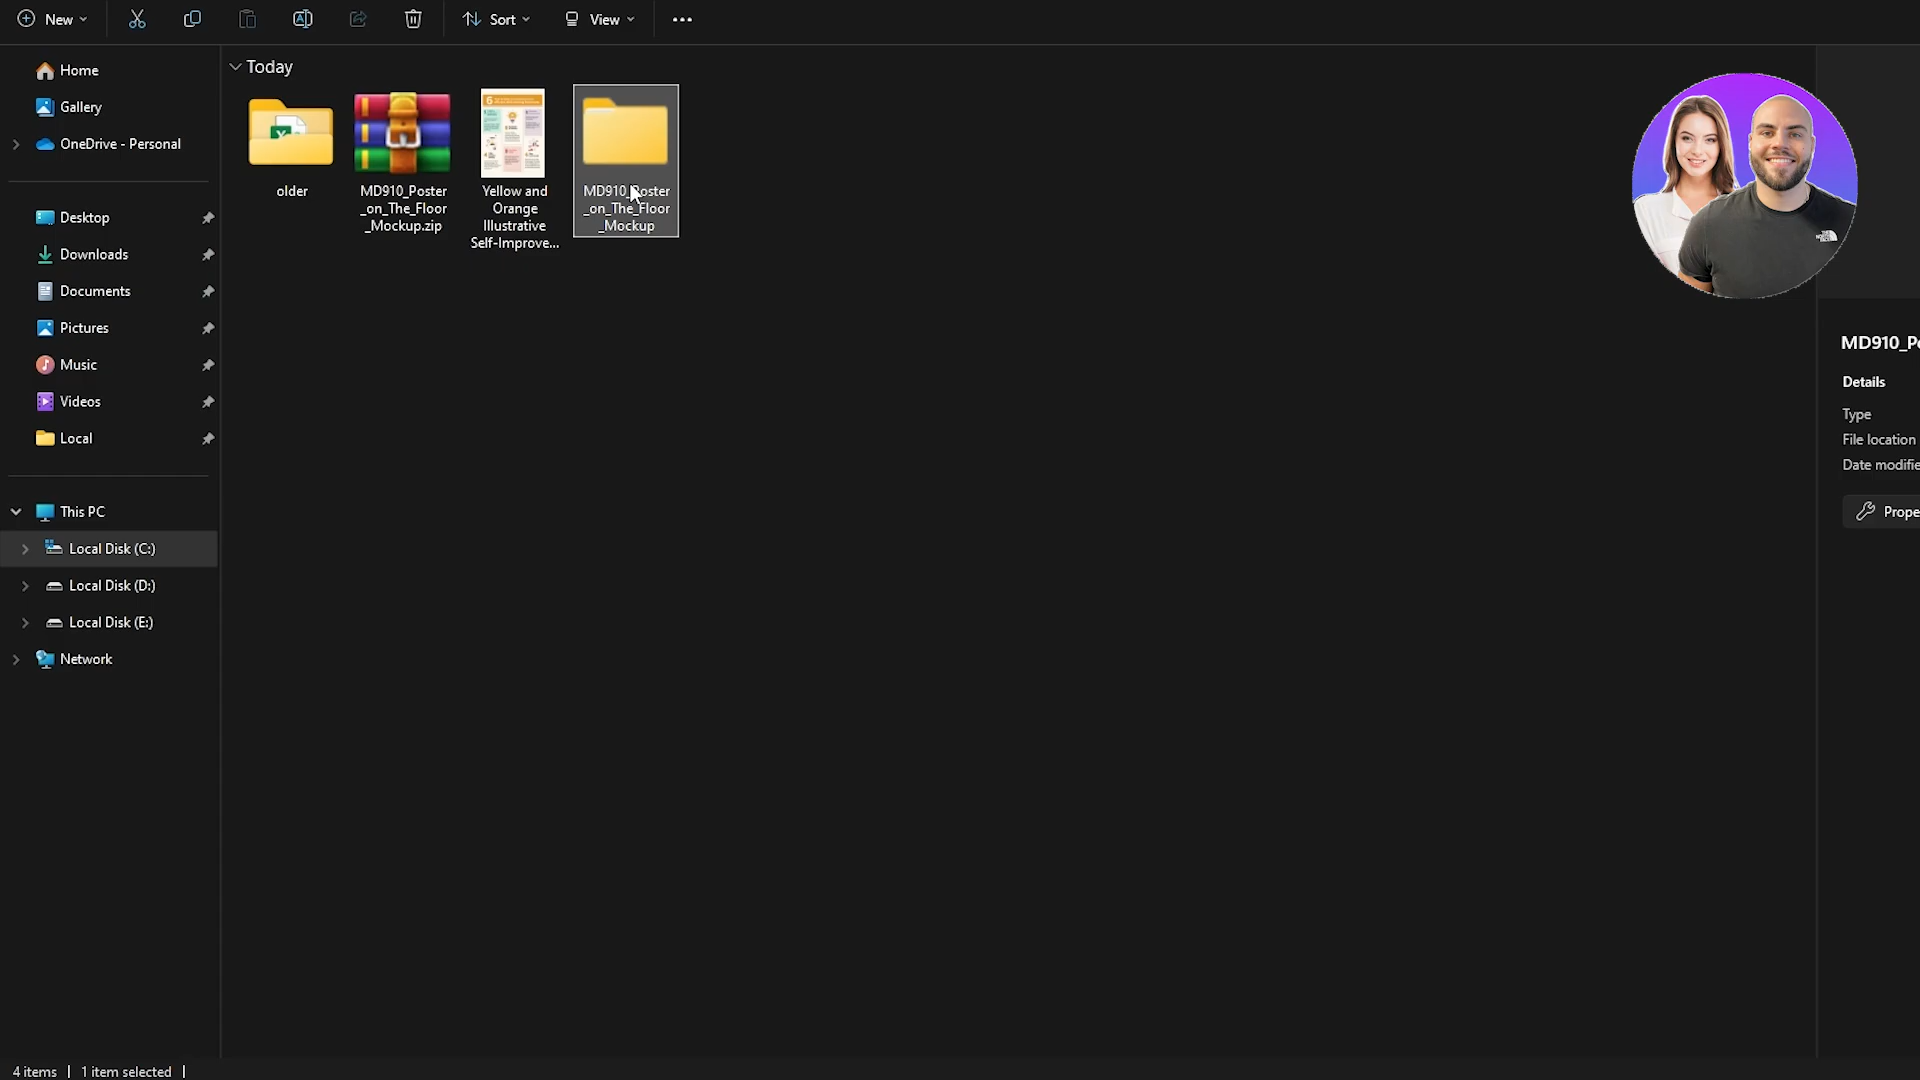 New
Sort
View
Home
Gallery
OneDrive - Personal
Desktop
Downloads
Documents
Pictures
Music
Videos
Local
This PC
Local Disk (C:)
Local Disk (D:)
Local Disk (E:)
Network
Today
older
MD910_Poster
_on_The_Floor
_Mockup.zip
Yellow and
Orange
Illustrative
Self-Improve...
MD910_Poster
_on_The_Floor
_Mockup
MD910_Po
Details
Type
File location
Date modifie
Prope
4 items
1 item selected